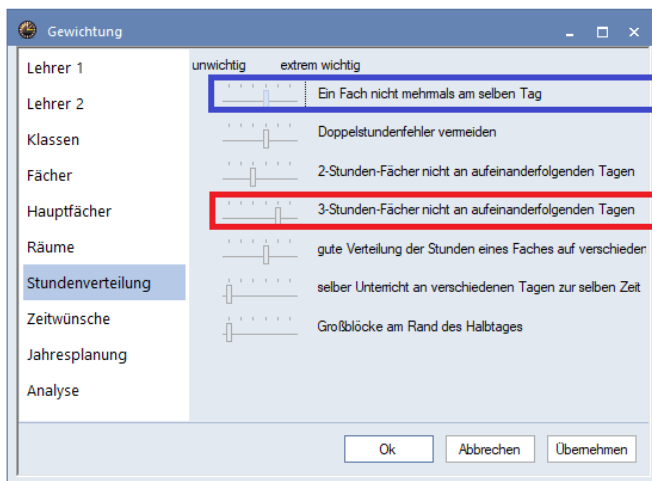 Gewichtung
Lehrer 1
Lehrer 2
Klassen
Fächer
Hauptfächer
Räume
Stundenverteilung
Zeitwünsche
Jahresplanung
Analyse
unwichtig extrem wichtig
Ein Fach nicht mehrmals am selben Tag
Doppelstundenfehler vermeiden
2-Stunden-Fächer nicht an aufeinanderfolgenden Tagen
3-Stunden-Fächer nicht an aufeinanderfolgenden Tagen
gute Verteilung der Stunden eines Faches auf verschieden
selber Unterricht an verschiedenen Tagen zur selben Zeit
Großblöcke am Rand des Halbtages
Ok Abbrechen Übernehmen